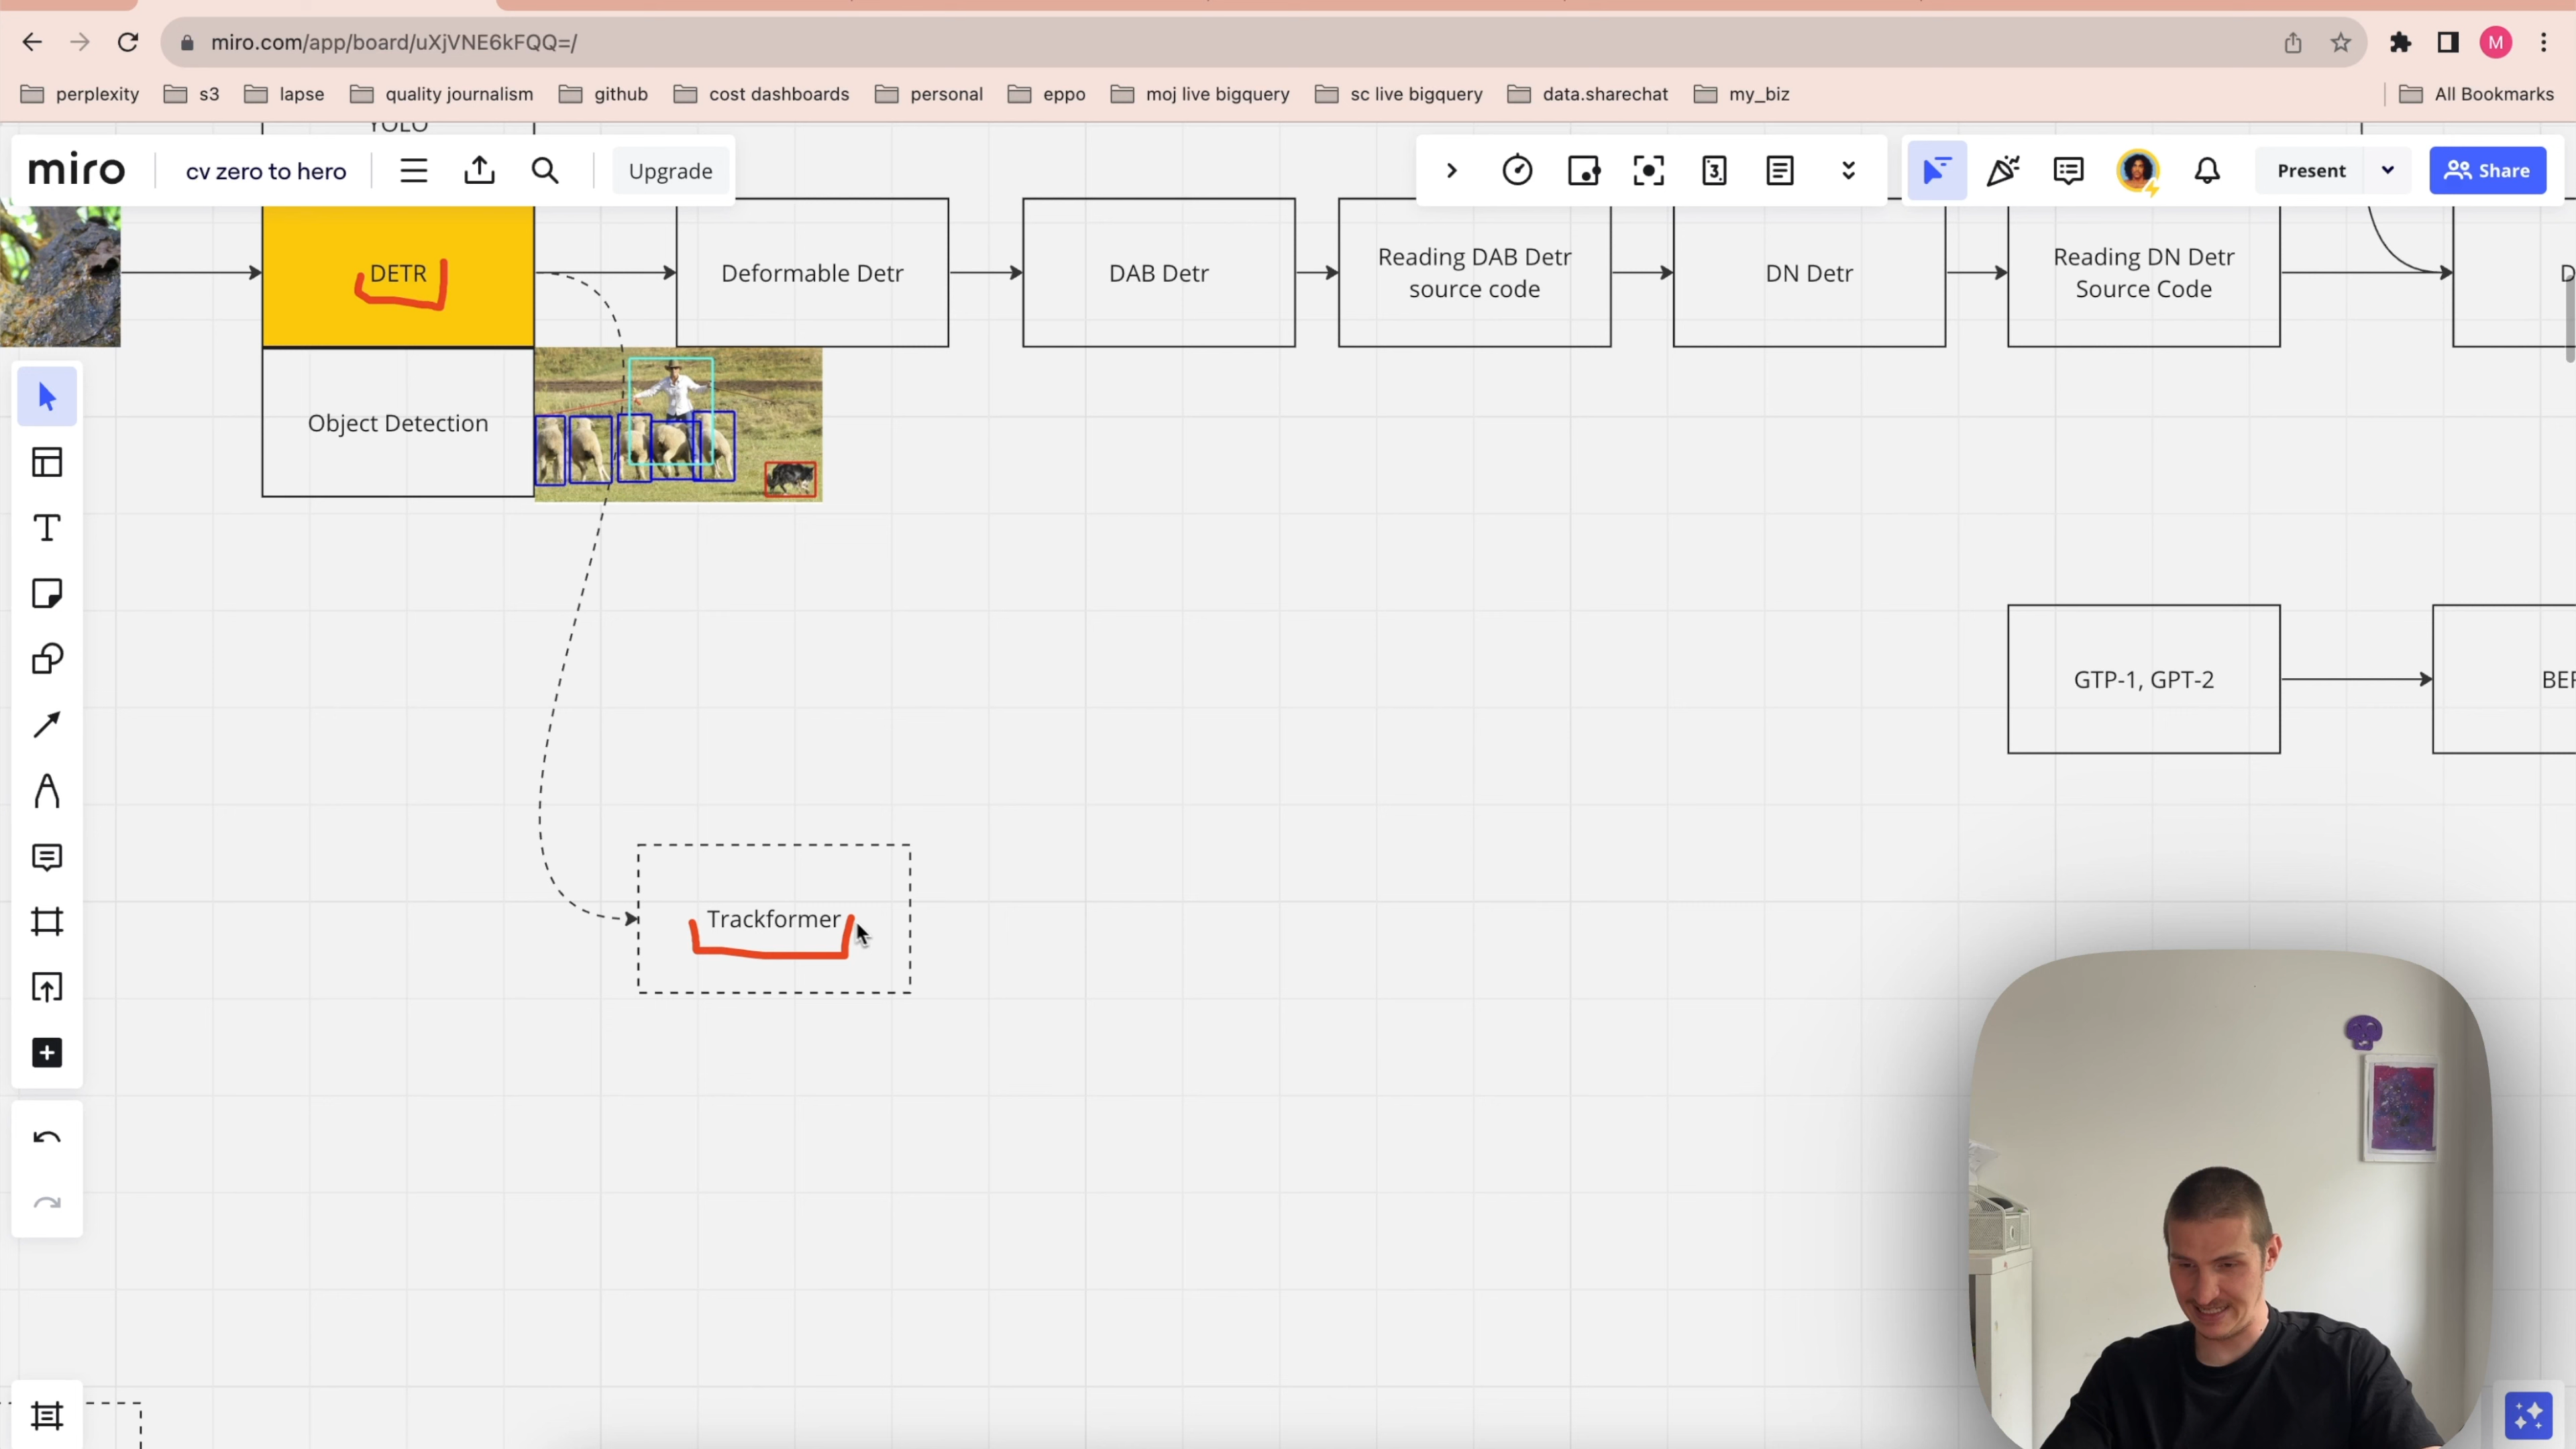 miro.com/app/board/uXjVNE6kFQQ=/
M
perplexity
s3
lapse
quality journalism
github
cost dashboards
personal
eppo
moj live bigquery
sc live bigquery
data.sharechat
my_biz
All Bookmarks
YOLO
miro
cv zero to hero
Upgrade
3
Present
Share
DETR
Deformable Detr
DAB Detr
Reading DAB Detr
source code
DN Detr
Reading DN Detr
Source Code
D
Object Detection
GTP-1, GPT-2
Trackformer